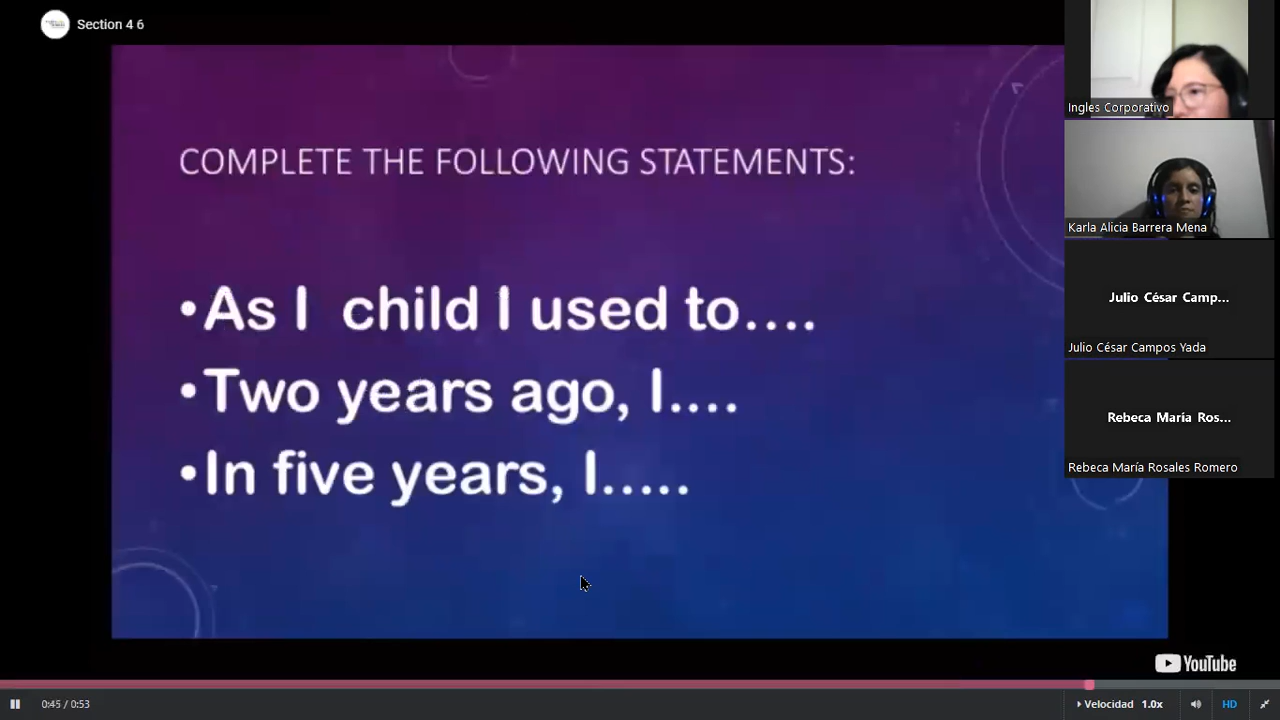 Section 4 6
COMPLETE THE FOLLOWING STATEMENTS:
•As I child I used to....
•Two years ago, I....
•In five years, I.....
Ingles Corporativo
Karla Alicia Barrera Mena
Julio César Camp...
Julio César Campos Yada
Rebeca María Ros...
Rebeca María Rosales Romero
YouTube
0:45 / 0:53
Velocidad 1.0x
HD